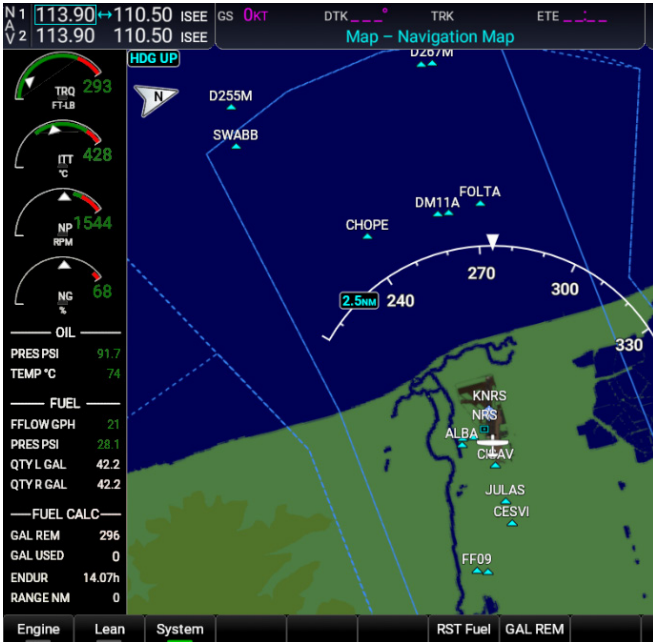 N 1 113.90↔110.50 ISEE GS 0KT DTK _ _ _° TRK ETE _ _:_ _
A
V 2 113.90 110.50 ISEE Map – Navigation Map
HDG UP
D267M
N
D255M
SWABB
FOLTA
DM11A
CHOPE
270
2.5NM 240
300
330
KNRS
NRS
ALBA
JULAS
CESVI
FF09
TRQ 293
FT-LB
ITT 428
°C
NP 1544
RPM
NG 68
%
OIL
PRES PSI 91.7
TEMP °C 74
FUEL
FFLOW GPH 21
PRES PSI 28.1
QTY L GAL 42.2
QTY R GAL 42.2
FUEL CALC
GAL REM 296
GAL USED 0
ENDUR 14.07h
RANGE NM 0
Engine Lean System RST Fuel GAL REM